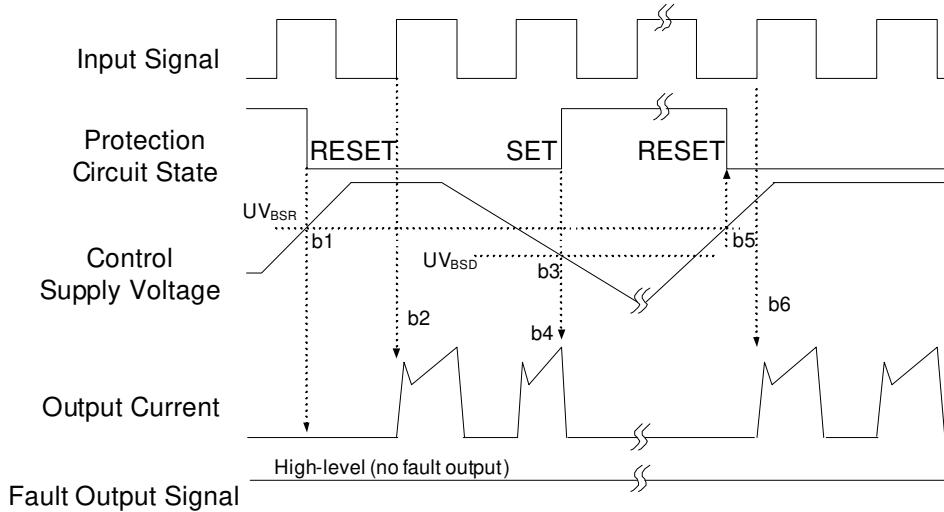 Input Signal
Protection
Circuit State
RESET
SET
RESET
UVBSR
b1
b5
Control
Supply Voltage
UVBSD
b3
b2
b4
b6
Output Current
High-level (no fault output)
Fault Output Signal